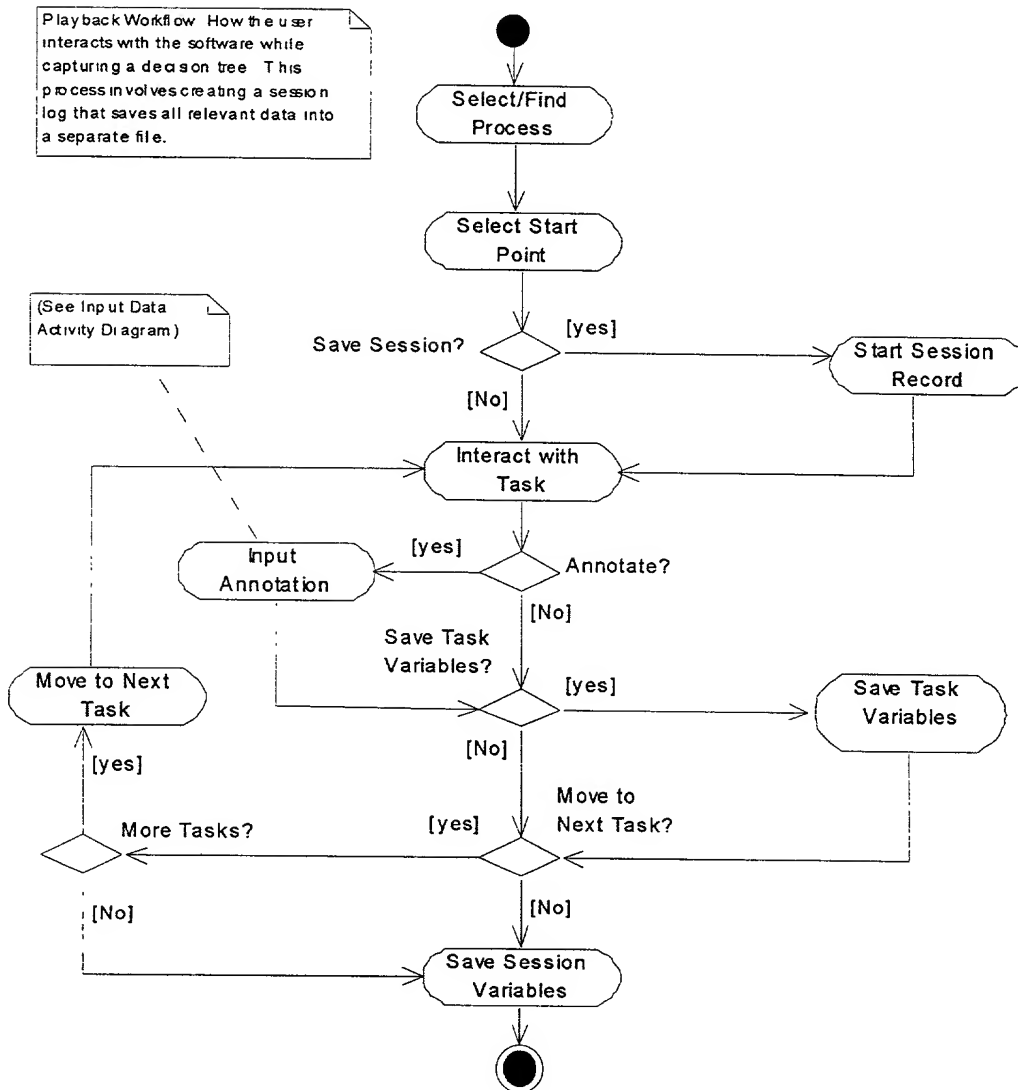 Playback Workflow How the user
interacts with the software while
capturing a decision tree This
process involves creating a session
log that saves all relevant data into
a separate file.
Select/Find
Process
Select Start
Point
(See Input Data
Activity Diagram)
Save Session?
[yes]
Start Session
Record
[No]
Interact with
Task
Input
Annotation
[yes]
Annotate?
[No]
Save Task
Variables?
Move to Next
Task
[yes]
Save Task
Variables
[No]
[yes]
More Tasks?
[yes]
Move to
Next Task?
[No]
[No]
Save Session
Variables